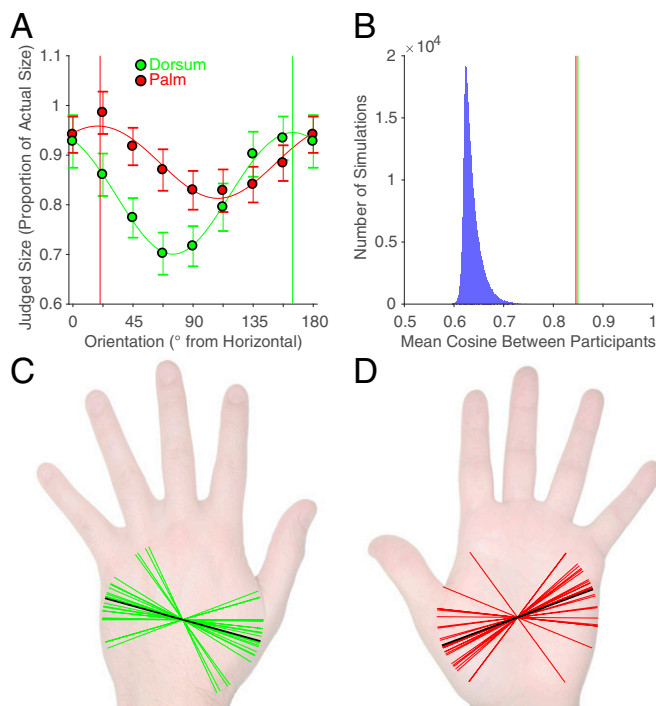 A
Judged Size (Proportion of Actual Size)
1.1
1
0.9
0.8
0.7
0.6
Dorsum
Palm
0 45 90 135 180
Orientation (° from Horizontal)
B
Number of Simulations
2 ×10⁴
1.5
1
0.5
0
0.5 0.6 0.7 0.8 0.9 1
Mean Cosine Between Participants
C
D